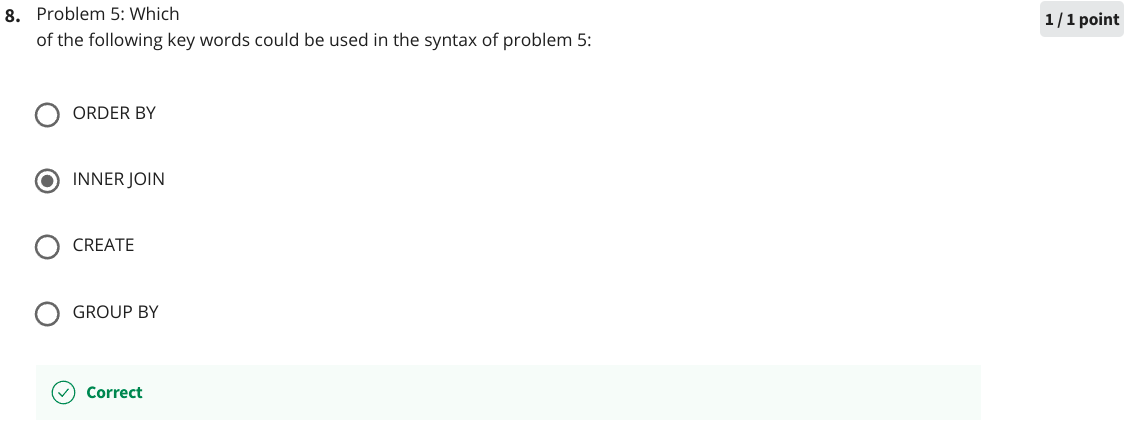 8. Problem 5: Which
1 / 1 point
of the following key words could be used in the syntax of problem 5:
ORDER BY
INNER JOIN
CREATE
GROUP BY
Correct